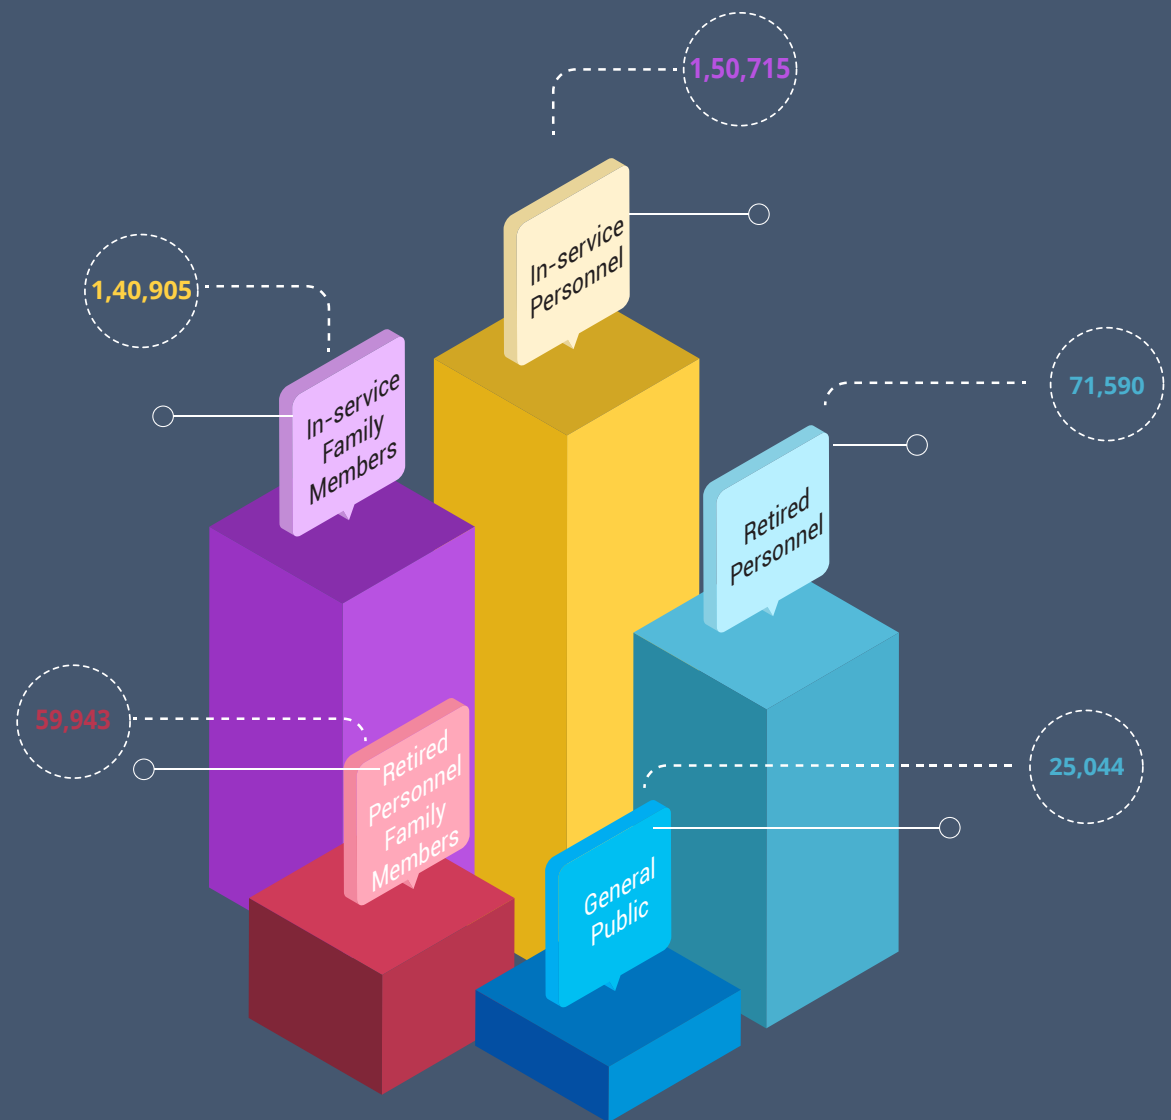 1,50,715
In-service
Personnel
1,40,905
In-service
Family
Members
71,590
Retired
Personnel
59,943
Retired
Personnel
Family
Members
25,044
General
Public